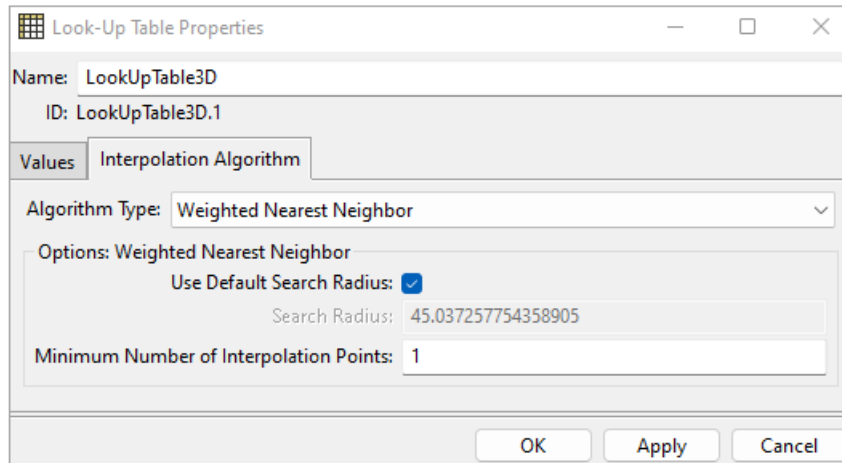 Look-Up Table Properties
Name: LookUpTable3D
ID: LookUpTable3D.1
Values Interpolation Algorithm
Algorithm Type: Weighted Nearest Neighbor
Options: Weighted Nearest Neighbor
Use Default Search Radius:
Search Radius: 45.037257754358905
Minimum Number of Interpolation Points: 1
OK Apply Cancel